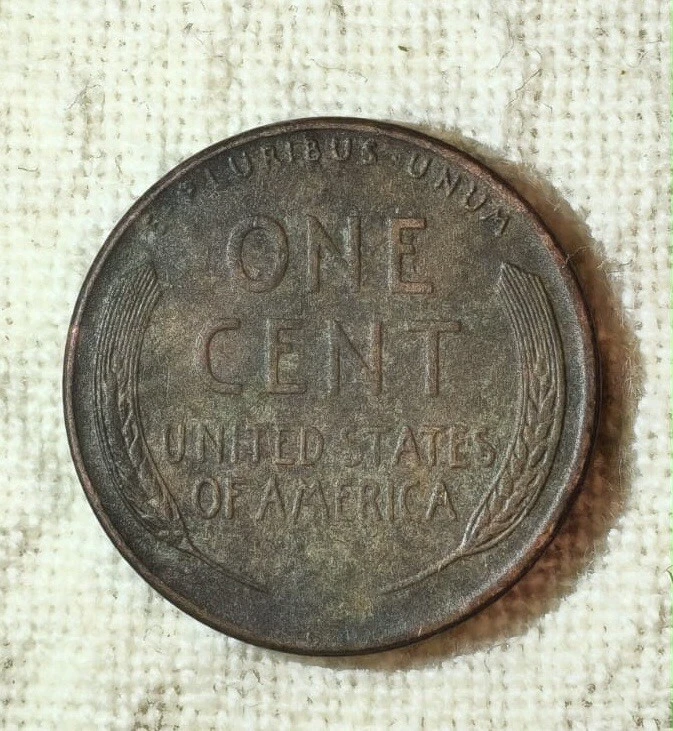 E PLURIBUS · UNUM
ONE
CENT
UNITED STATES
OF AMERICA